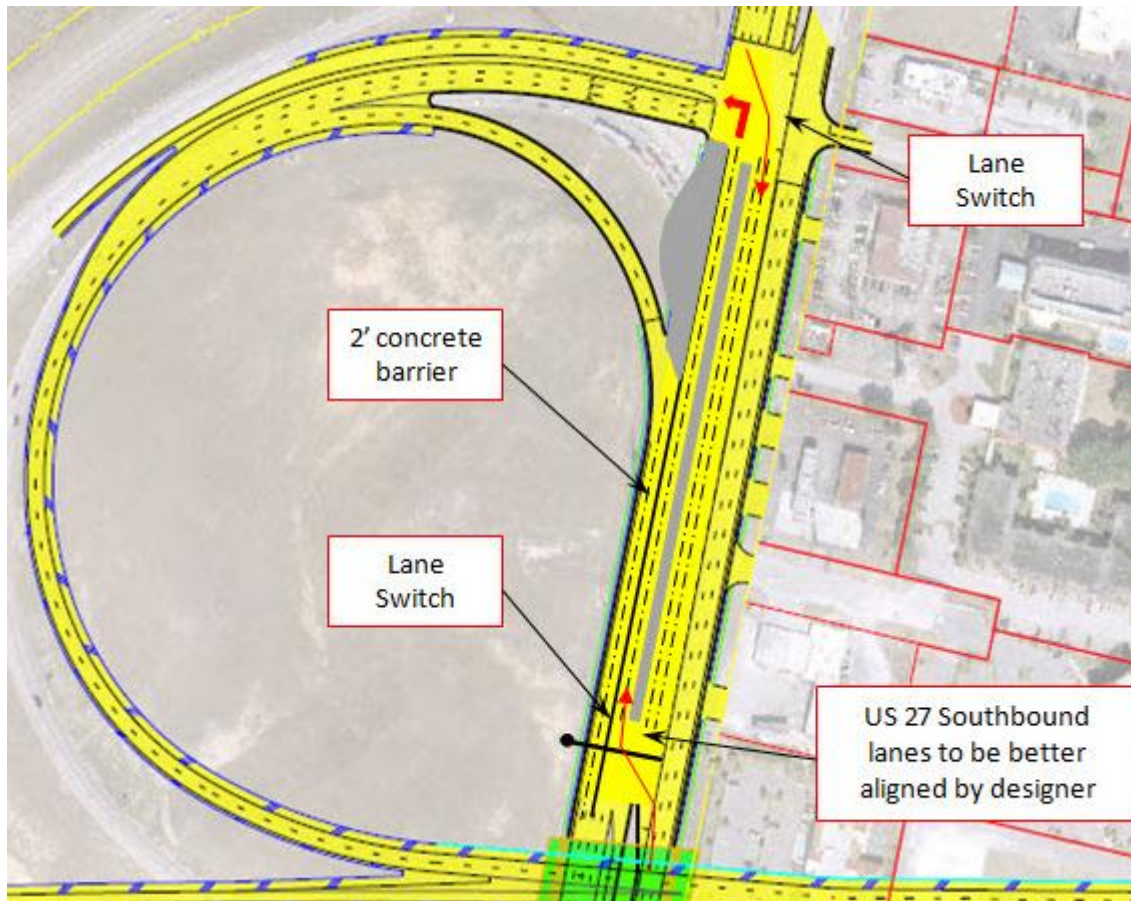 Lane
Switch
2' concrete
barrier
Lane
Switch
US 27 Southbound
lanes to be better
aligned by designer